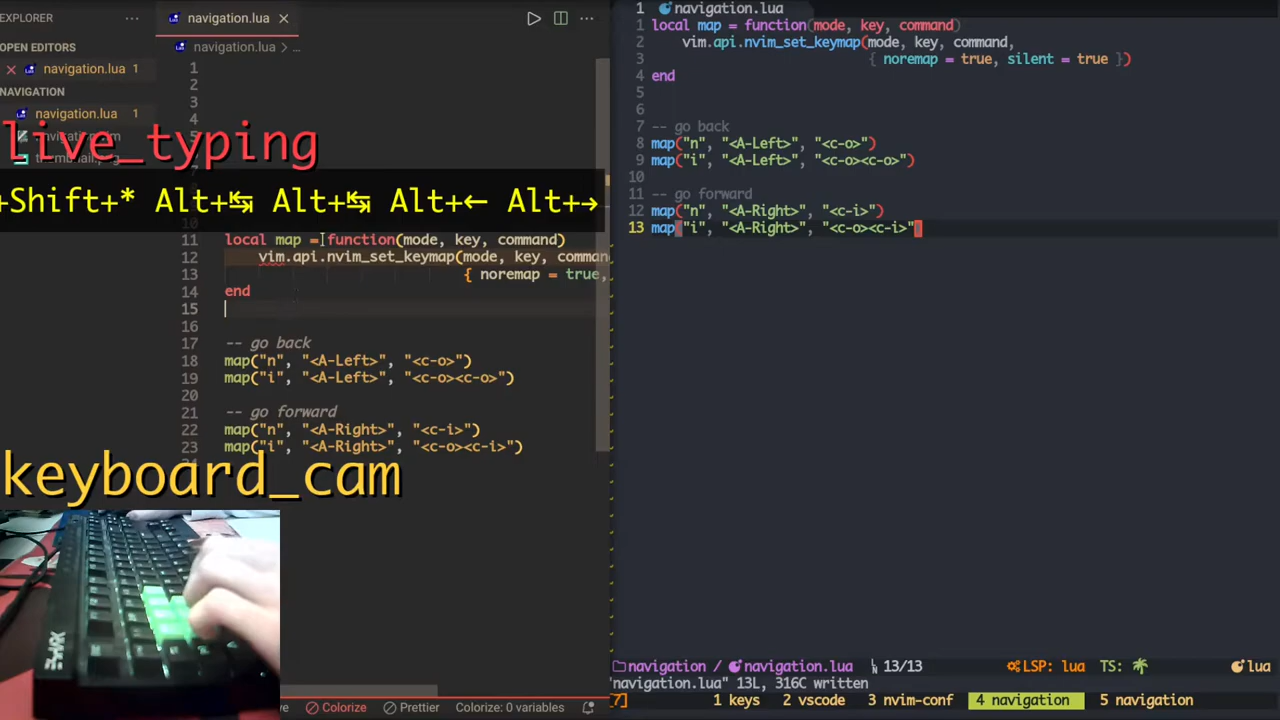 EXPLORER
···
navigation.lua
OPEN EDITORS
navigation.lua 1
NAVIGATION
navigation.lua 1
navigation.lua > ...
live_typing
+Shift+* Alt+↹ Alt+↹ Alt+← Alt+→
1
2
3
4
11 local map = function(mode, key, command)
12 vim.api.nvim_set_keymap(mode, key, comman
13 { noremap = true,
14 end
15
16
17 -- go back
18 map("n", "<A-Left>", "<c-o>")
19 map("i", "<A-Left>", "<c-o><c-o>")
20
21 -- go forward
22 map("n", "<A-Right>", "<c-i>")
23 map("i", "<A-Right>", "<c-o><c-i>")
keyboard_cam
Colorize
Prettier
Colorize: 0 variables
1 navigation.lua
1 local map = function(mode, key, command)
2 vim.api.nvim_set_keymap(mode, key, command,
3 { noremap = true, silent = true })
4 end
5
6
7 -- go back
8 map("n", "<A-Left>", "<c-o>")
9 map("i", "<A-Left>", "<c-o><c-o>")
10
11 -- go forward
12 map("n", "<A-Right>", "<c-i>")
13 map("i", "<A-Right>", "<c-o><c-i>")
navigation / navigation.lua 13/13 LSP: lua TS: lua
"navigation.lua" 13L, 316C written
[7] 1 keys 2 vscode 3 nvim-conf 4 navigation 5 navigation